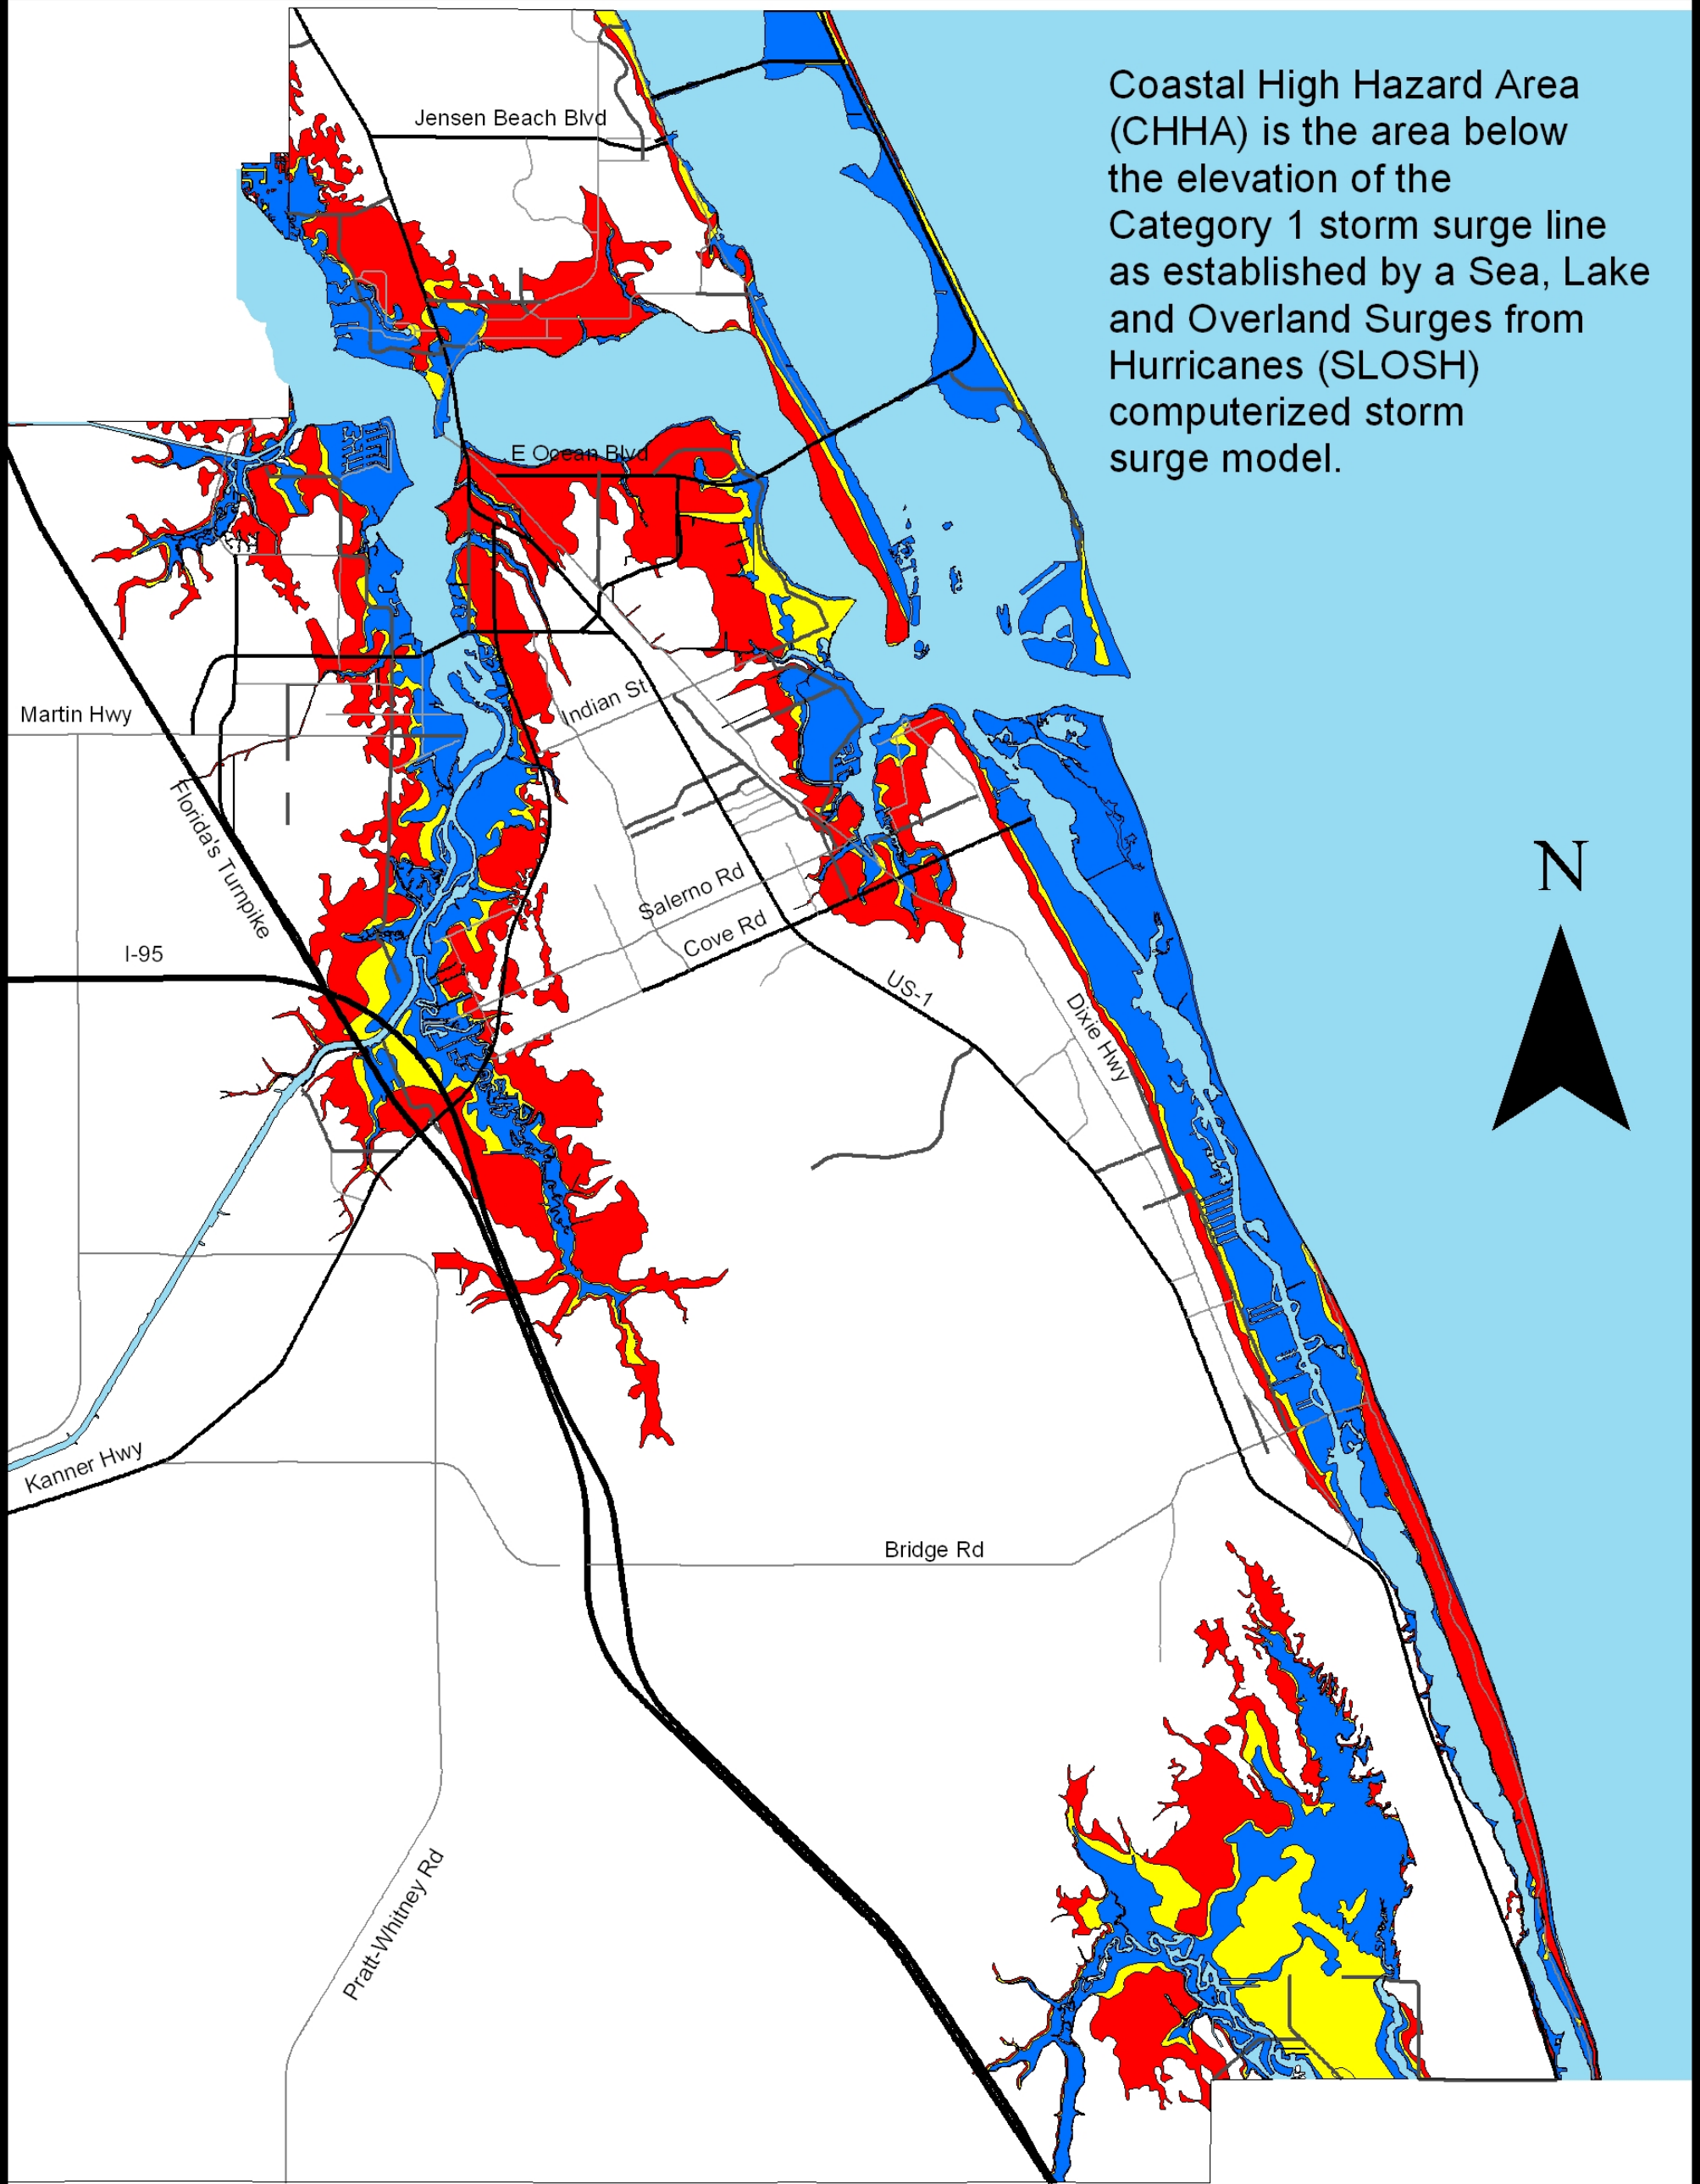 Coastal High Hazard Area
(CHHA) is the area below
the elevation of the
Category 1 storm surge line
as established by a Sea, Lake
and Overland Surges from
Hurricanes (SLOSH)
computerized storm
surge model.
Jensen Beach Blvd
E Ocean Blvd
Indian St
Martin Hwy
Florida's Turnpike
N
Salerno Rd
Cove Rd
I-95
US-1
Dixie Hwy
Kanner Hwy
Bridge Rd
Pratt-Whitney Rd